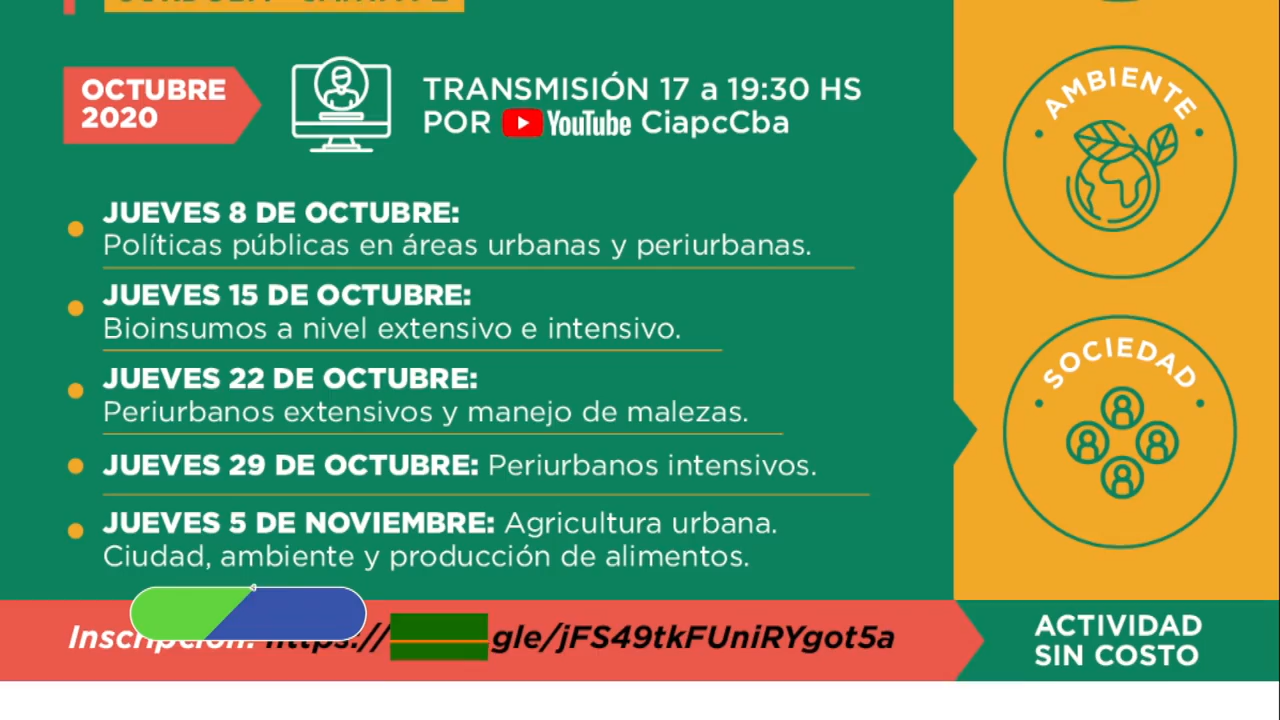 OCTUBRE
2020
TRANSMISIÓN 17 a 19:30 HS
POR YouTube CiapcCba
JUEVES 8 DE OCTUBRE:
Políticas públicas en áreas urbanas y periurbanas.
JUEVES 15 DE OCTUBRE:
Bioinsumos a nivel extensivo e intensivo.
JUEVES 22 DE OCTUBRE:
Periurbanos extensivos y manejo de malezas.
JUEVES 29 DE OCTUBRE: Periurbanos intensivos.
JUEVES 5 DE NOVIEMBRE: Agricultura urbana.
Ciudad, ambiente y producción de alimentos.
Inscripción: https:// gle/jFS49tkFUniRYgot5a
AMBIENTE
SOCIEDAD
ACTIVIDAD
SIN COSTO